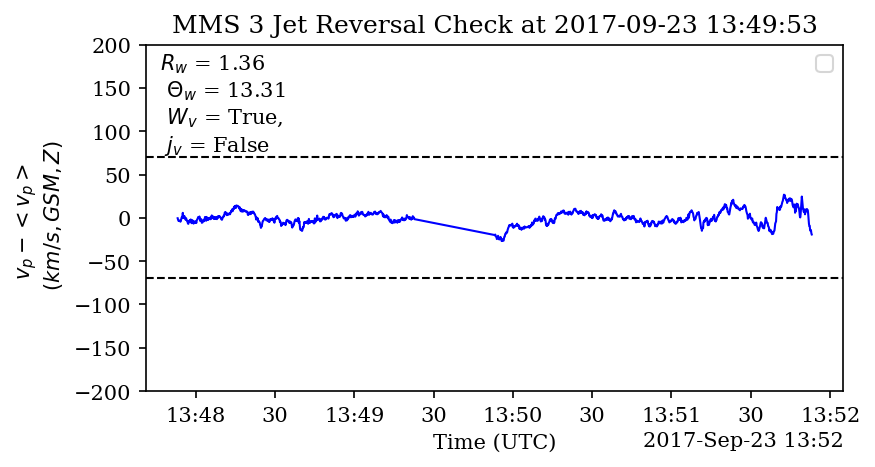 MMS 3 Jet Reversal Check at 2017-09-23 13:49:53
200
150
100
50
0
−50
−100
−150
−200
v_p − < v_p >
(km/s, GSM, Z)
R_w = 1.36
Θ_w = 13.31
W_v = True,
j_v = False
13:48 30 13:49 30 13:50 30 13:51 30 13:52
Time (UTC)
2017-Sep-23 13:52